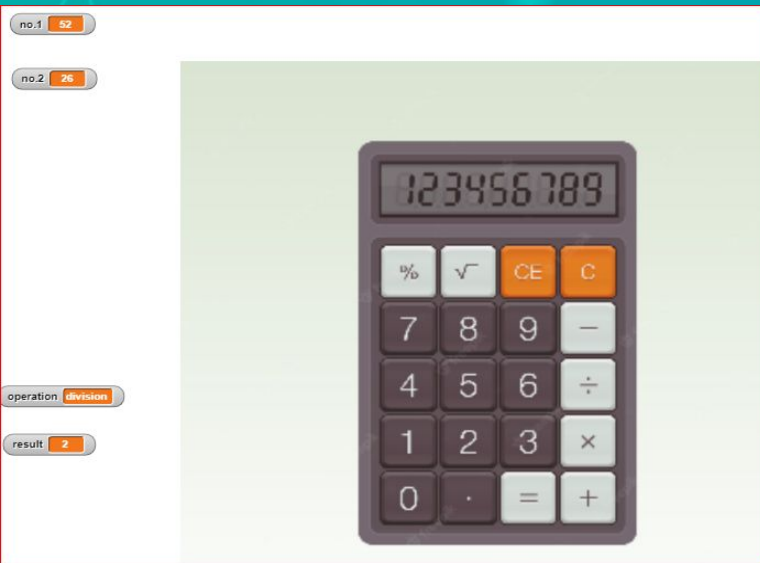 no.1 52
no.2 26
123456789
% √ CE C
7 8 9 −
4 5 6 ÷
1 2 3 ×
0 . = +
operation division
result 2